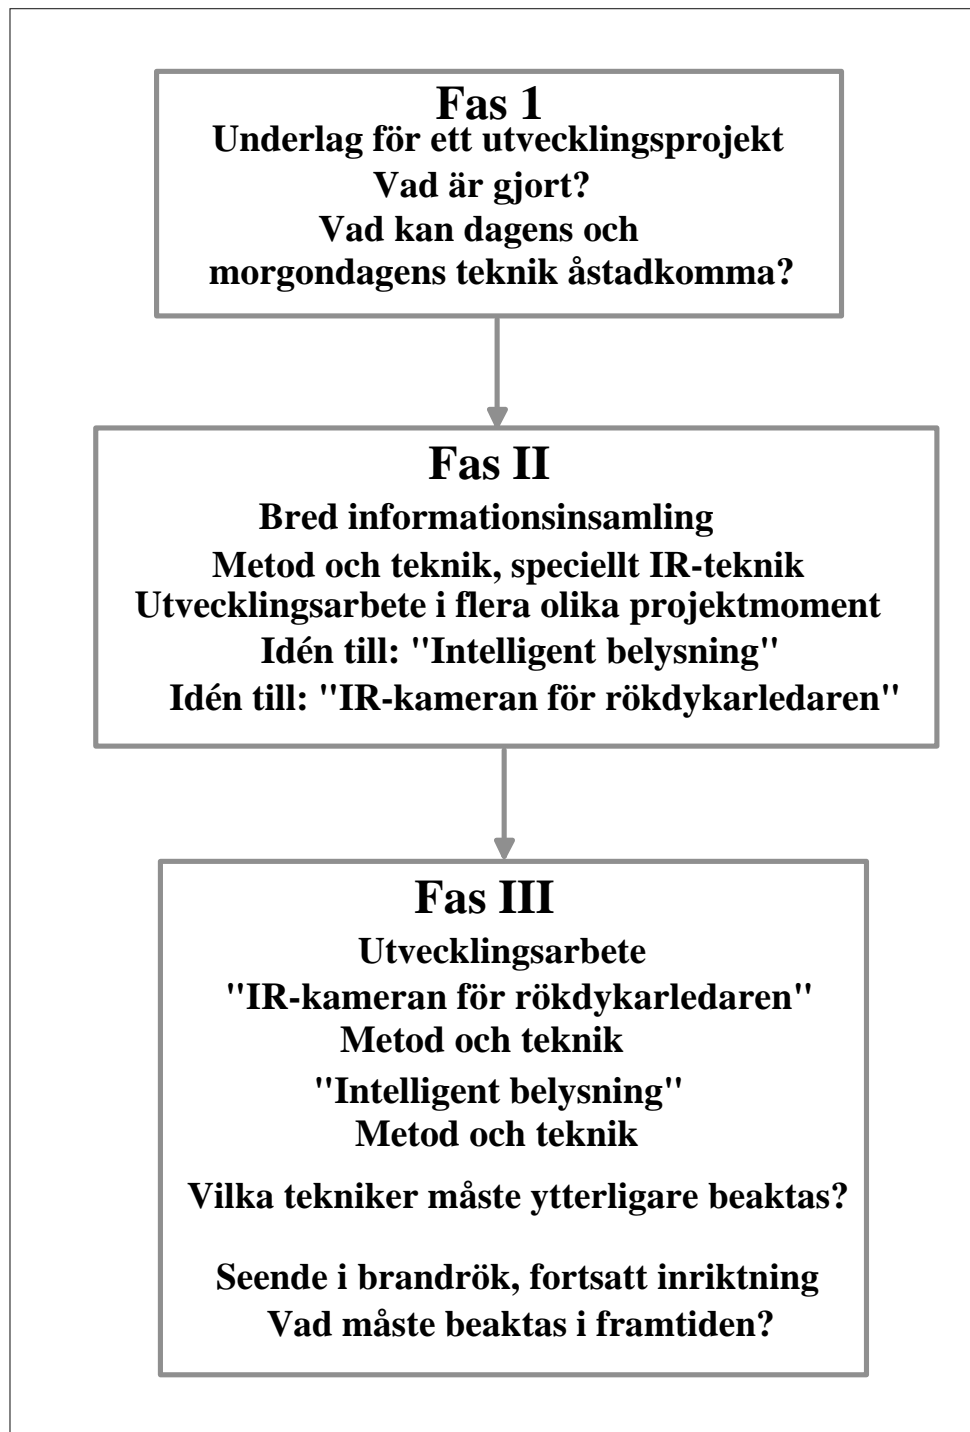 Fas 1
Underlag för ett utvecklingsprojekt
Vad är gjort?
Vad kan dagens och
morgondagens teknik åstadkomma?
Fas II
Bred informationsinsamling
Metod och teknik, speciellt IR-teknik
Utvecklingsarbete i flera olika projektmoment
Idén till: "Intelligent belysning"
Idén till: "IR-kameran för rökdykarledaren"
Fas III
Utvecklingsarbete
"IR-kameran för rökdykarledaren"
Metod och teknik
"Intelligent belysning"
Metod och teknik
Vilka tekniker måste ytterligare beaktas?
Seende i brandrök, fortsatt inriktning
Vad måste beaktas i framtiden?